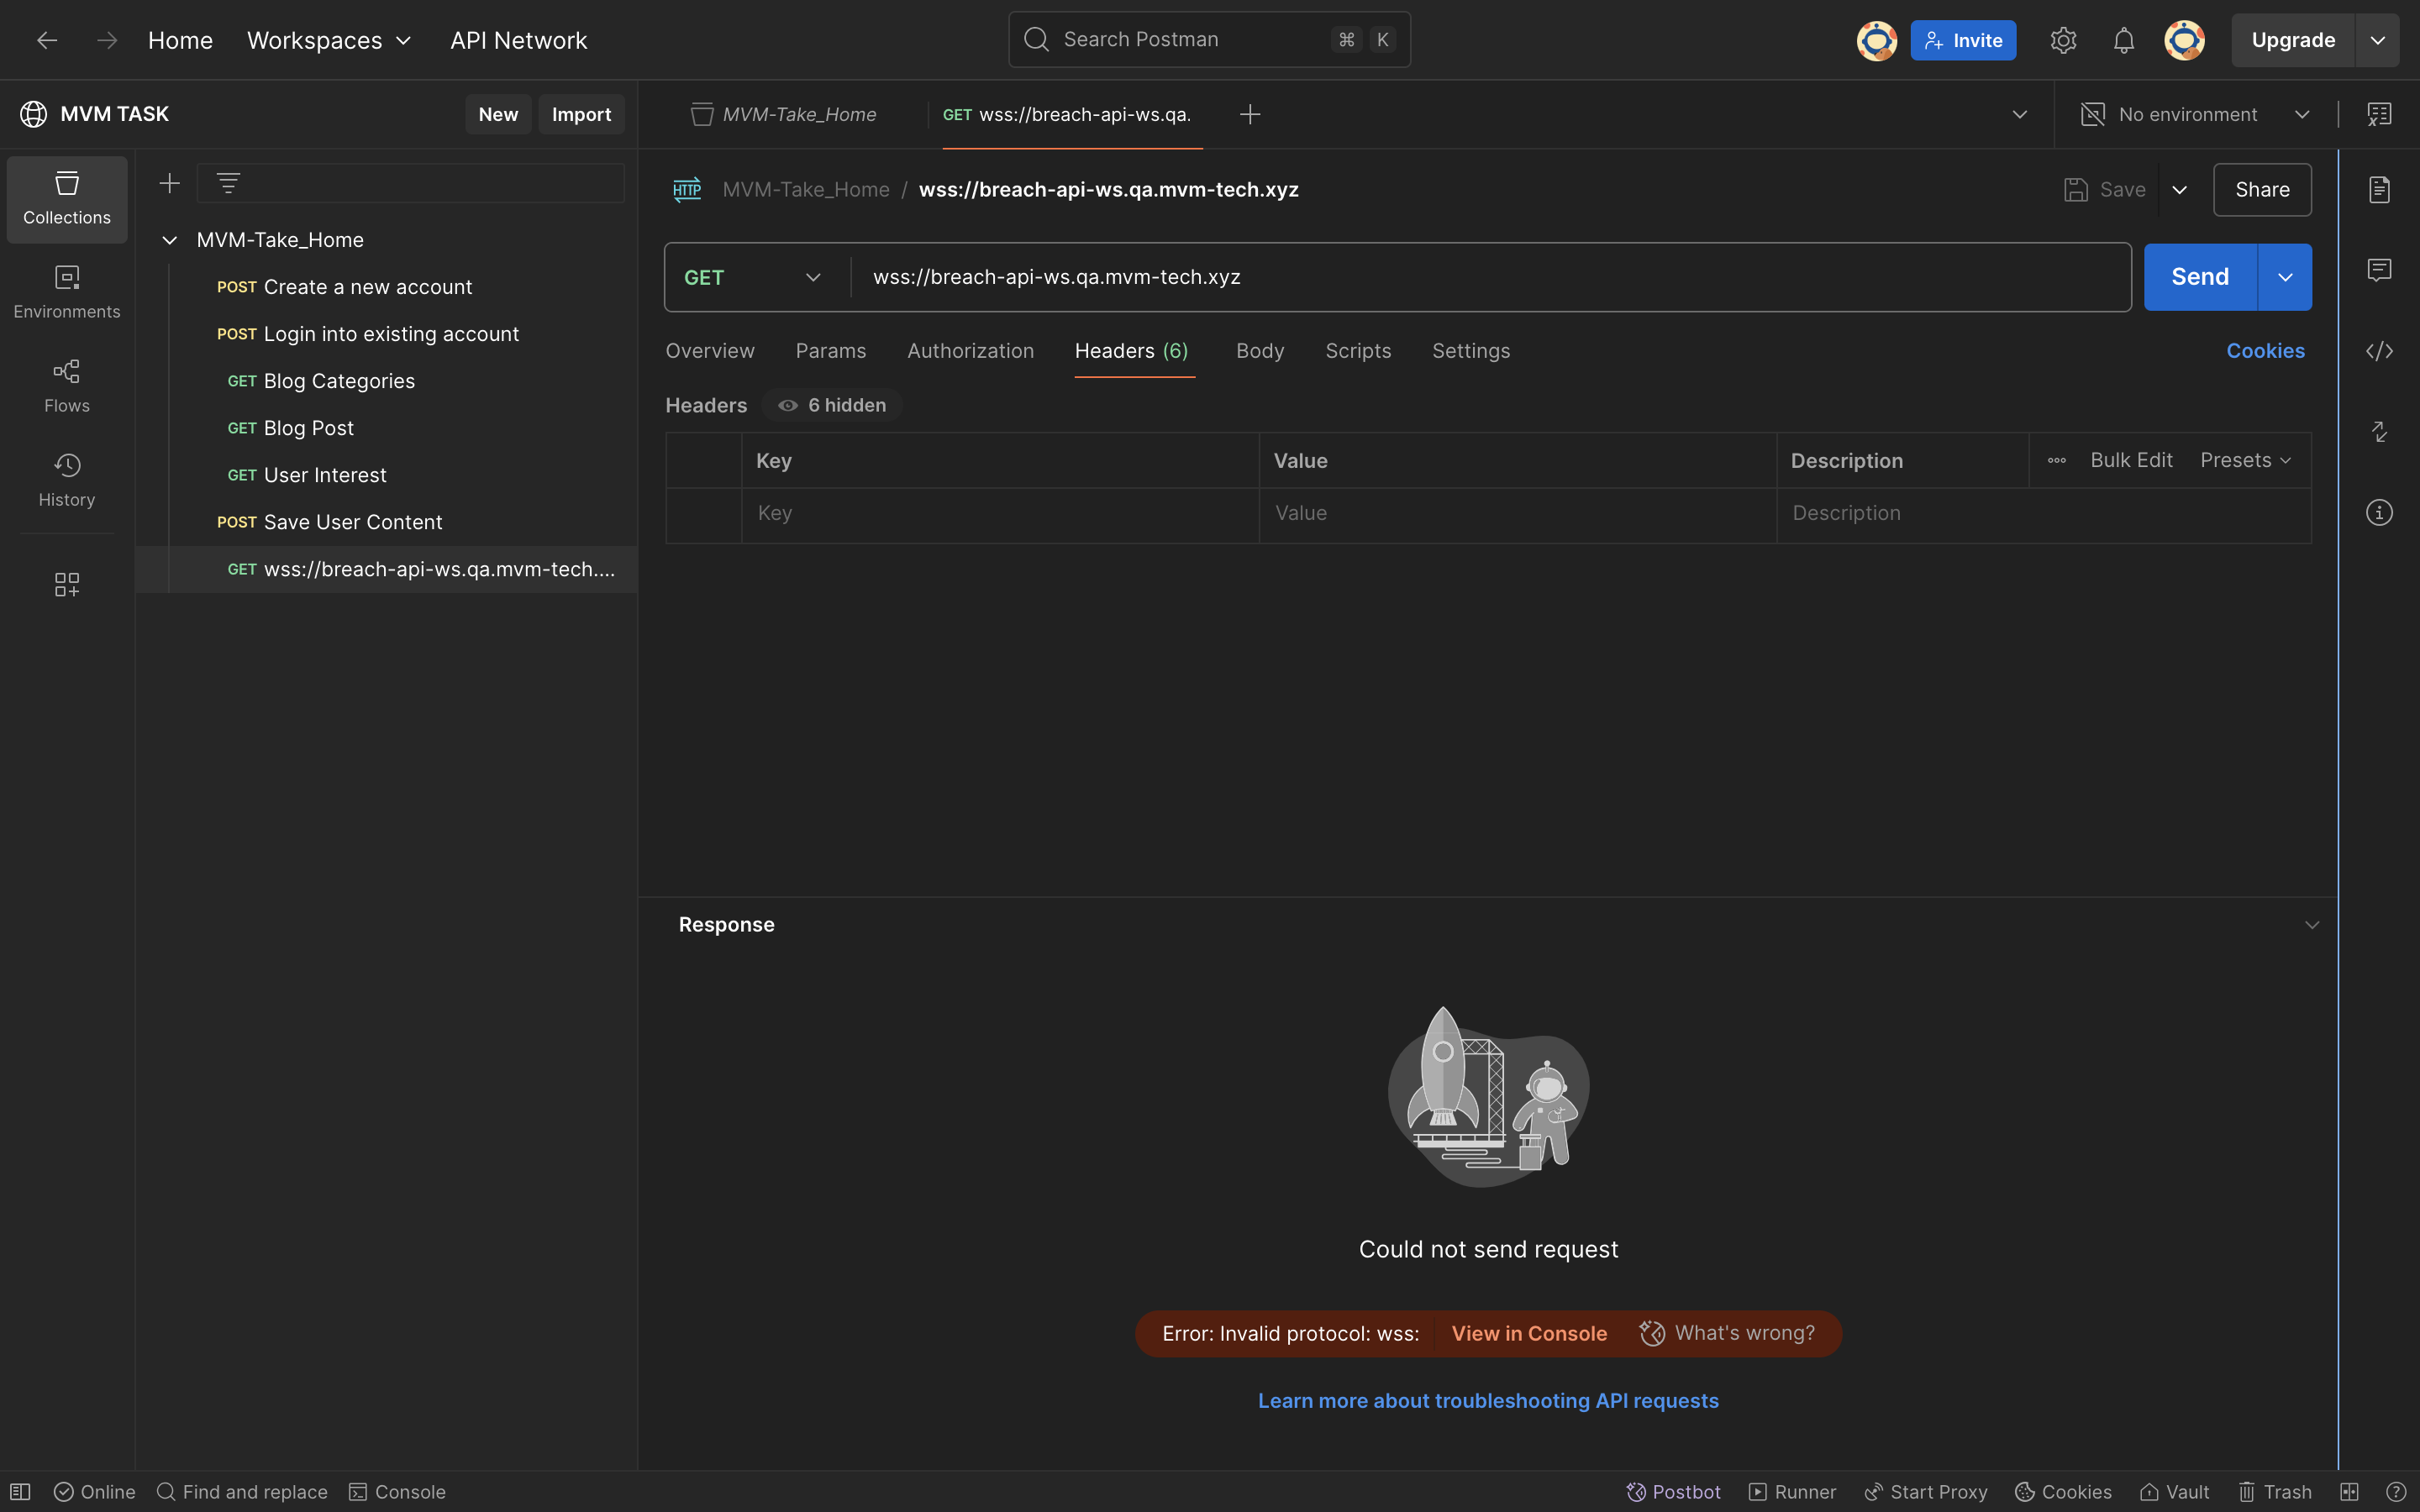 Home
Workspaces
API Network
Search Postman
⌘ K
Invite
Upgrade
MVM TASK
New
Import
MVM-Take_Home
GET wss://breach-api-ws.qa.
No environment
Collections
Environments
Flows
History
MVM-Take_Home
POST Create a new account
POST Login into existing account
GET Blog Categories
GET Blog Post
GET User Interest
POST Save User Content
GET wss://breach-api-ws.qa.mvm-tech....
HTTP MVM-Take_Home / wss://breach-api-ws.qa.mvm-tech.xyz
Save
Share
GET
wss://breach-api-ws.qa.mvm-tech.xyz
Send
Overview
Params
Authorization
Headers (6)
Body
Scripts
Settings
Cookies
Headers
6 hidden
Key
Value
Description
Bulk Edit
Presets
Key
Value
Description
Response
Could not send request
Error: Invalid protocol: wss:
View in Console
What's wrong?
Learn more about troubleshooting API requests
Online
Find and replace
Console
Postbot
Runner
Start Proxy
Cookies
Vault
Trash